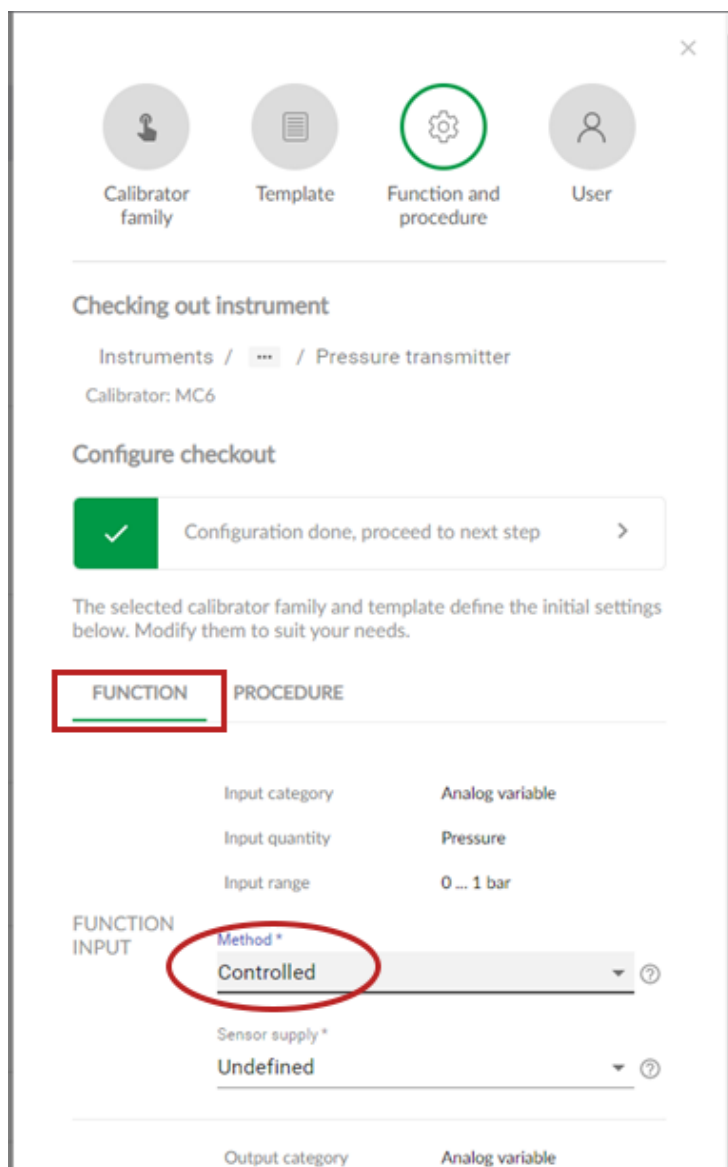 Calibrator family
Template
Function and procedure
User
Checking out instrument
Instruments / ... / Pressure transmitter
Calibrator: MC6
Configure checkout
Configuration done, proceed to next step
The selected calibrator family and template define the initial settings
below. Modify them to suit your needs.
FUNCTION PROCEDURE
Input category Analog variable
Input quantity Pressure
Input range 0 ... 1 bar
FUNCTION INPUT
Method *
Controlled
Sensor supply *
Undefined
Output category Analog variable